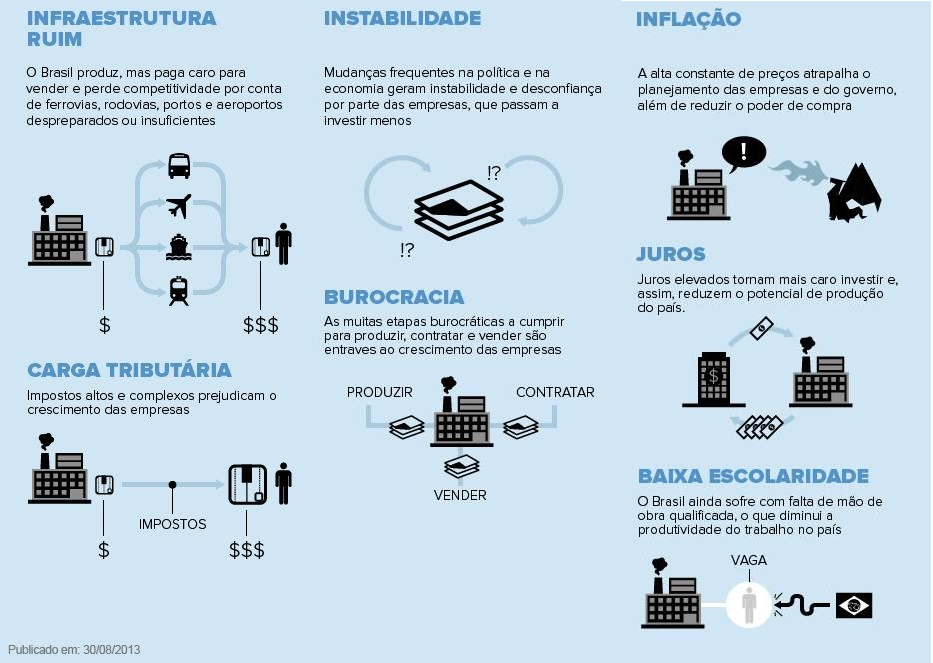 INFRAESTRUTURA
RUIM
O Brasil produz, mas paga caro para
vender e perde competitividade por conta
de ferrovias, rodovias, portos e aeroportos
despreparados ou insuficientes
$
$$$
CARGA TRIBUTÁRIA
Impostos altos e complexos prejudicam o
crescimento das empresas
IMPOSTOS
$
$$$
INSTABILIDADE
Mudanças frequentes na política e na
economia geram instabilidade e desconfiança
por parte das empresas, que passam a
investir menos
!?
!?
BUROCRACIA
As muitas etapas burocráticas a cumprir
para produzir, contratar e vender são
entraves ao crescimento das empresas
PRODUZIR
CONTRATAR
VENDER
INFLAÇÃO
A alta constante de preços atrapalha o
planejamento das empresas e do governo,
além de reduzir o poder de compra
!
JUROS
Juros elevados tornam mais caro investir e,
assim, reduzem o potencial de produção
do país.
$
BAIXA ESCOLARIDADE
O Brasil ainda sofre com falta de mão de
obra qualificada, o que diminui a
produtividade do trabalho no país
VAGA
Publicado em: 30/08/2013